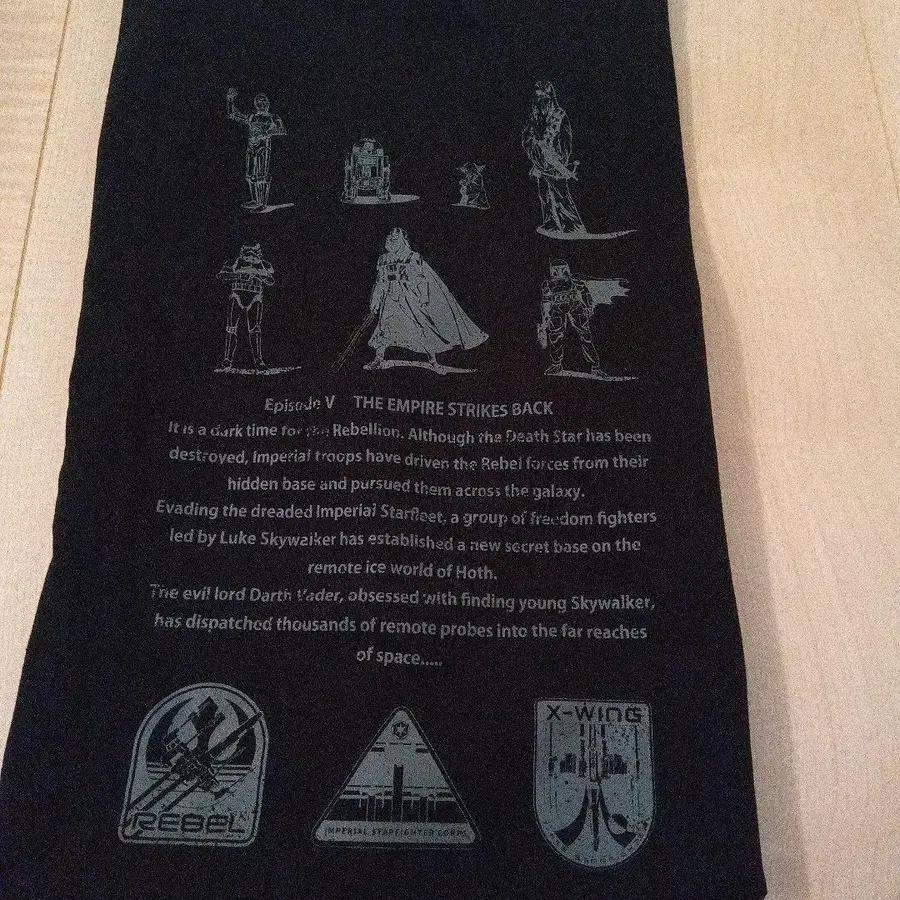 Episode V THE EMPIRE STRIKES BACK
It is a dark time for the Rebellion. Although the Death Star has been
destroyed, Imperial troops have driven the Rebel forces from their
hidden base and pursued them across the galaxy.
Evading the dreaded Imperial Starfleet, a group of freedom fighters
led by Luke Skywalker has established a new secret base on the
remote ice world of Hoth.
The evil lord Darth Vader, obsessed with finding young Skywalker,
has dispatched thousands of remote probes into the far reaches
of space.....
X-WING
REBEL
IMPERIAL STARFIGHTER CORPS